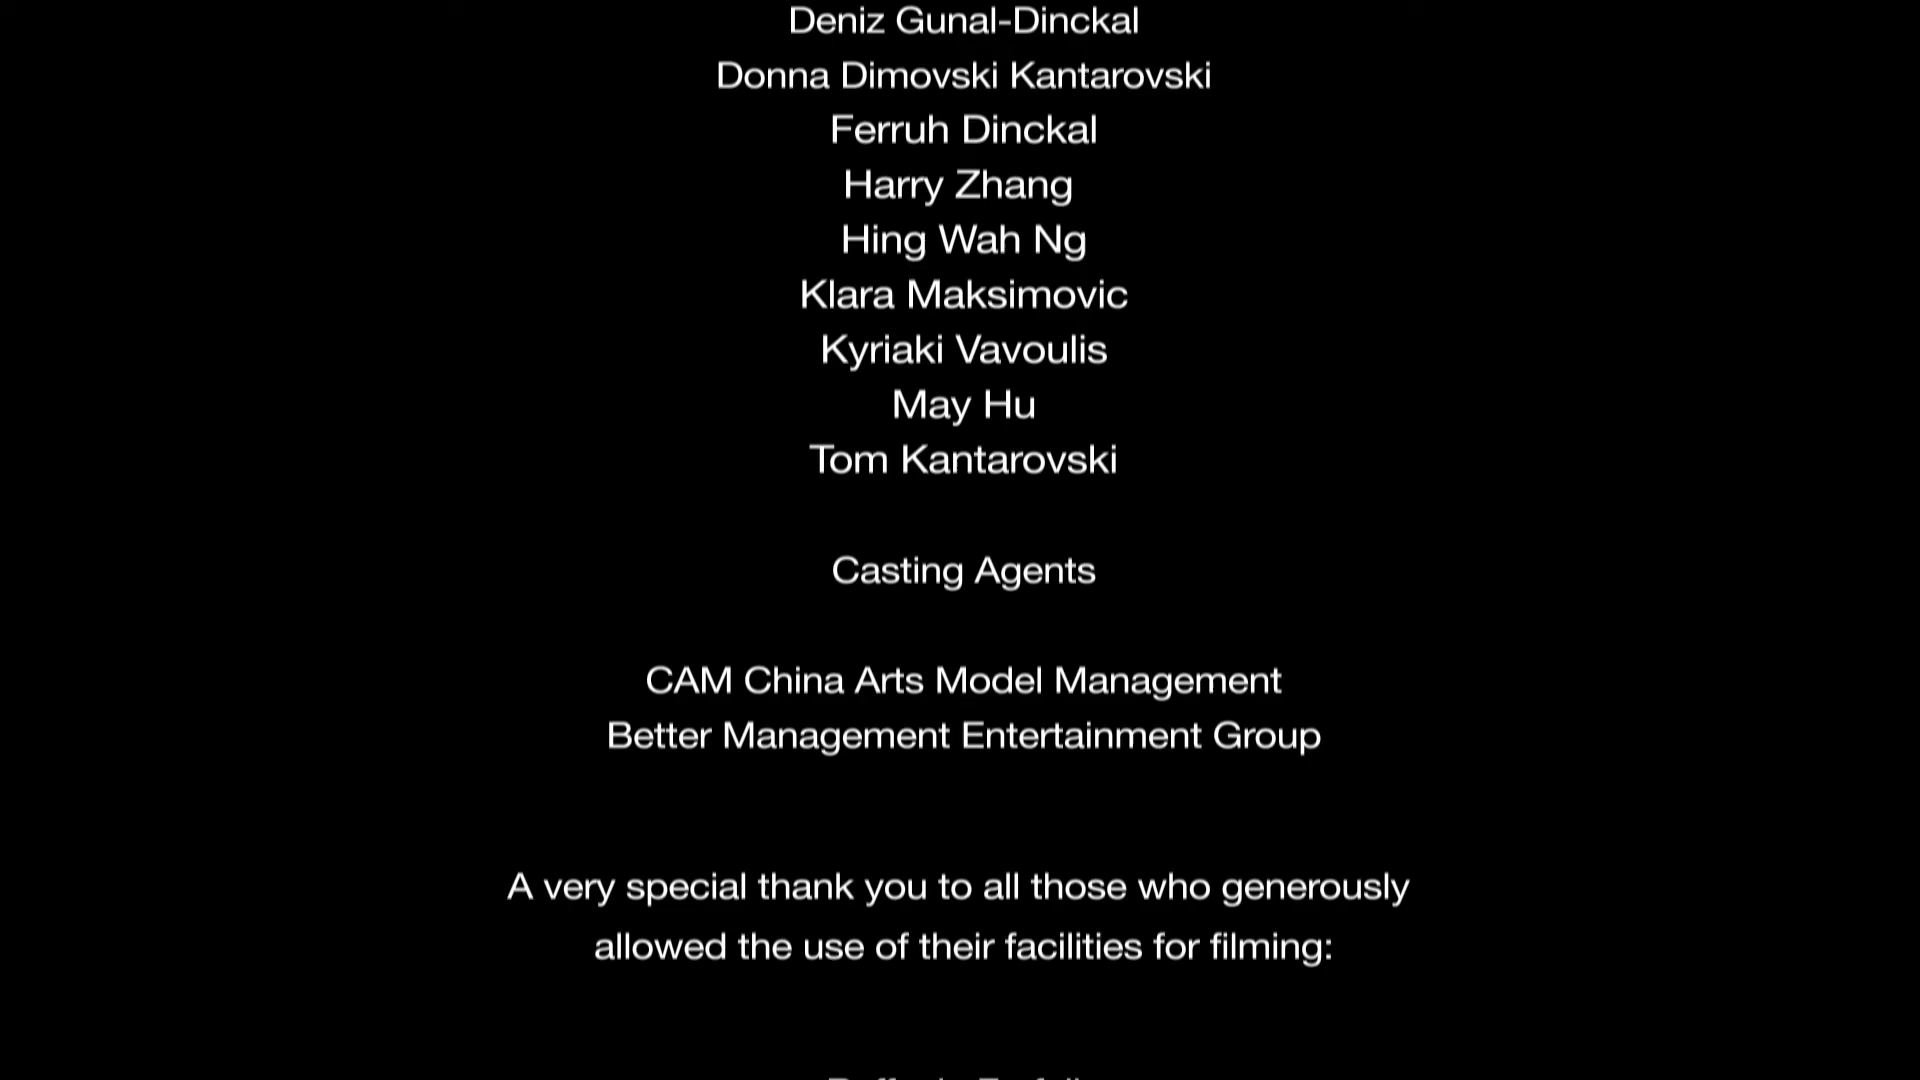 Deniz Gunal-Dinckal
Donna Dimovski Kantarovski
Ferruh Dinckal
Harry Zhang
Hing Wah Ng
Klara Maksimovic
Kyriaki Vavoulis
May Hu
Tom Kantarovski
Casting Agents
CAM China Arts Model Management
Better Management Entertainment Group
A very special thank you to all those who generously
allowed the use of their facilities for filming: